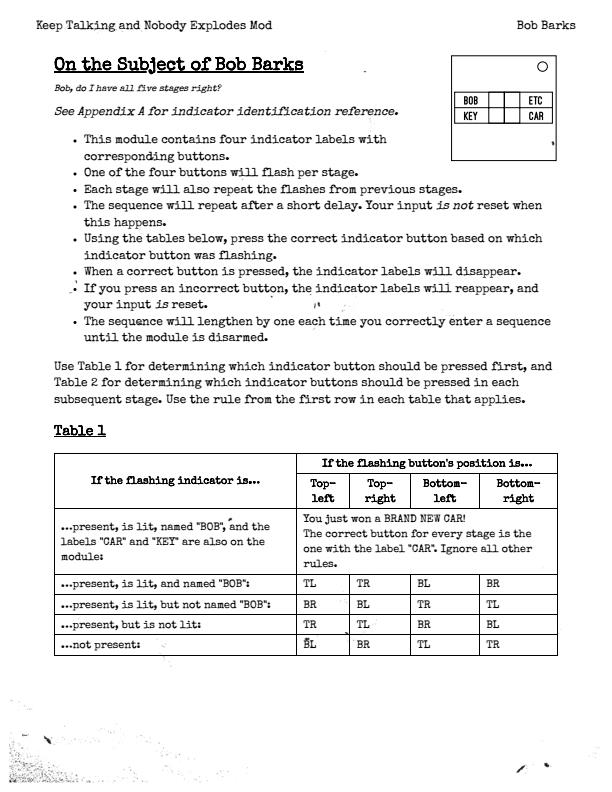 Keep Talking and Nobody Explodes Mod Bob Barks
On the Subject of Bob Barks
Bob, do I have all five stages right?
See Appendix A for indicator identification reference.
BOB ETC
KEY CAR
• This module contains four indicator labels with
corresponding buttons.
• One of the four buttons will flash per stage.
• Each stage will also repeat the flashes from previous stages.
• The sequence will repeat after a short delay. Your input is not reset when
this happens.
• Using the tables below, press the correct indicator button based on which
indicator button was flashing.
• When a correct button is pressed, the indicator labels will disappear.
• If you press an incorrect button, the indicator labels will reappear, and
your input is reset.
• The sequence will lengthen by one each time you correctly enter a sequence
until the module is disarmed.
Use Table 1 for determining which indicator button should be pressed first, and
Table 2 for determining which indicator buttons should be pressed in each
subsequent stage. Use the rule from the first row in each table that applies.
Table 1
If the flashing indicator is...
If the flashing button's position is...
Top-left Top-right Bottom-left Bottom-right
...present, is lit, named "BOB", and the
labels "CAR" and "KEY" are also on the
module:
You just won a BRAND NEW CAR!
The correct button for every stage is the
one with the label "CAR". Ignore all other
rules.
...present, is lit, and named "BOB": TL TR BL BR
...present, is lit, but not named "BOB": BR BL TR TL
...present, but is not lit: TR TL BR BL
...not present: BL BR TL TR